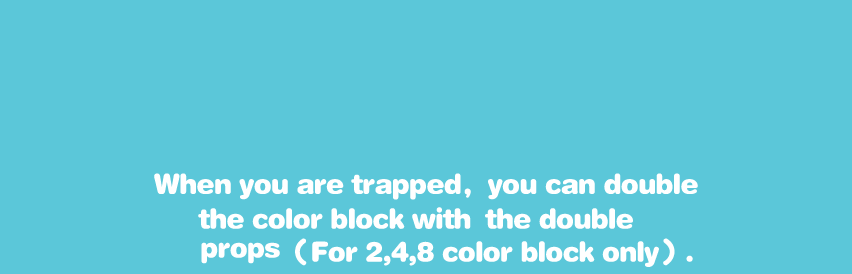 When you are trapped, you can double
the color block with the double
props (For 2,4,8 color block only).